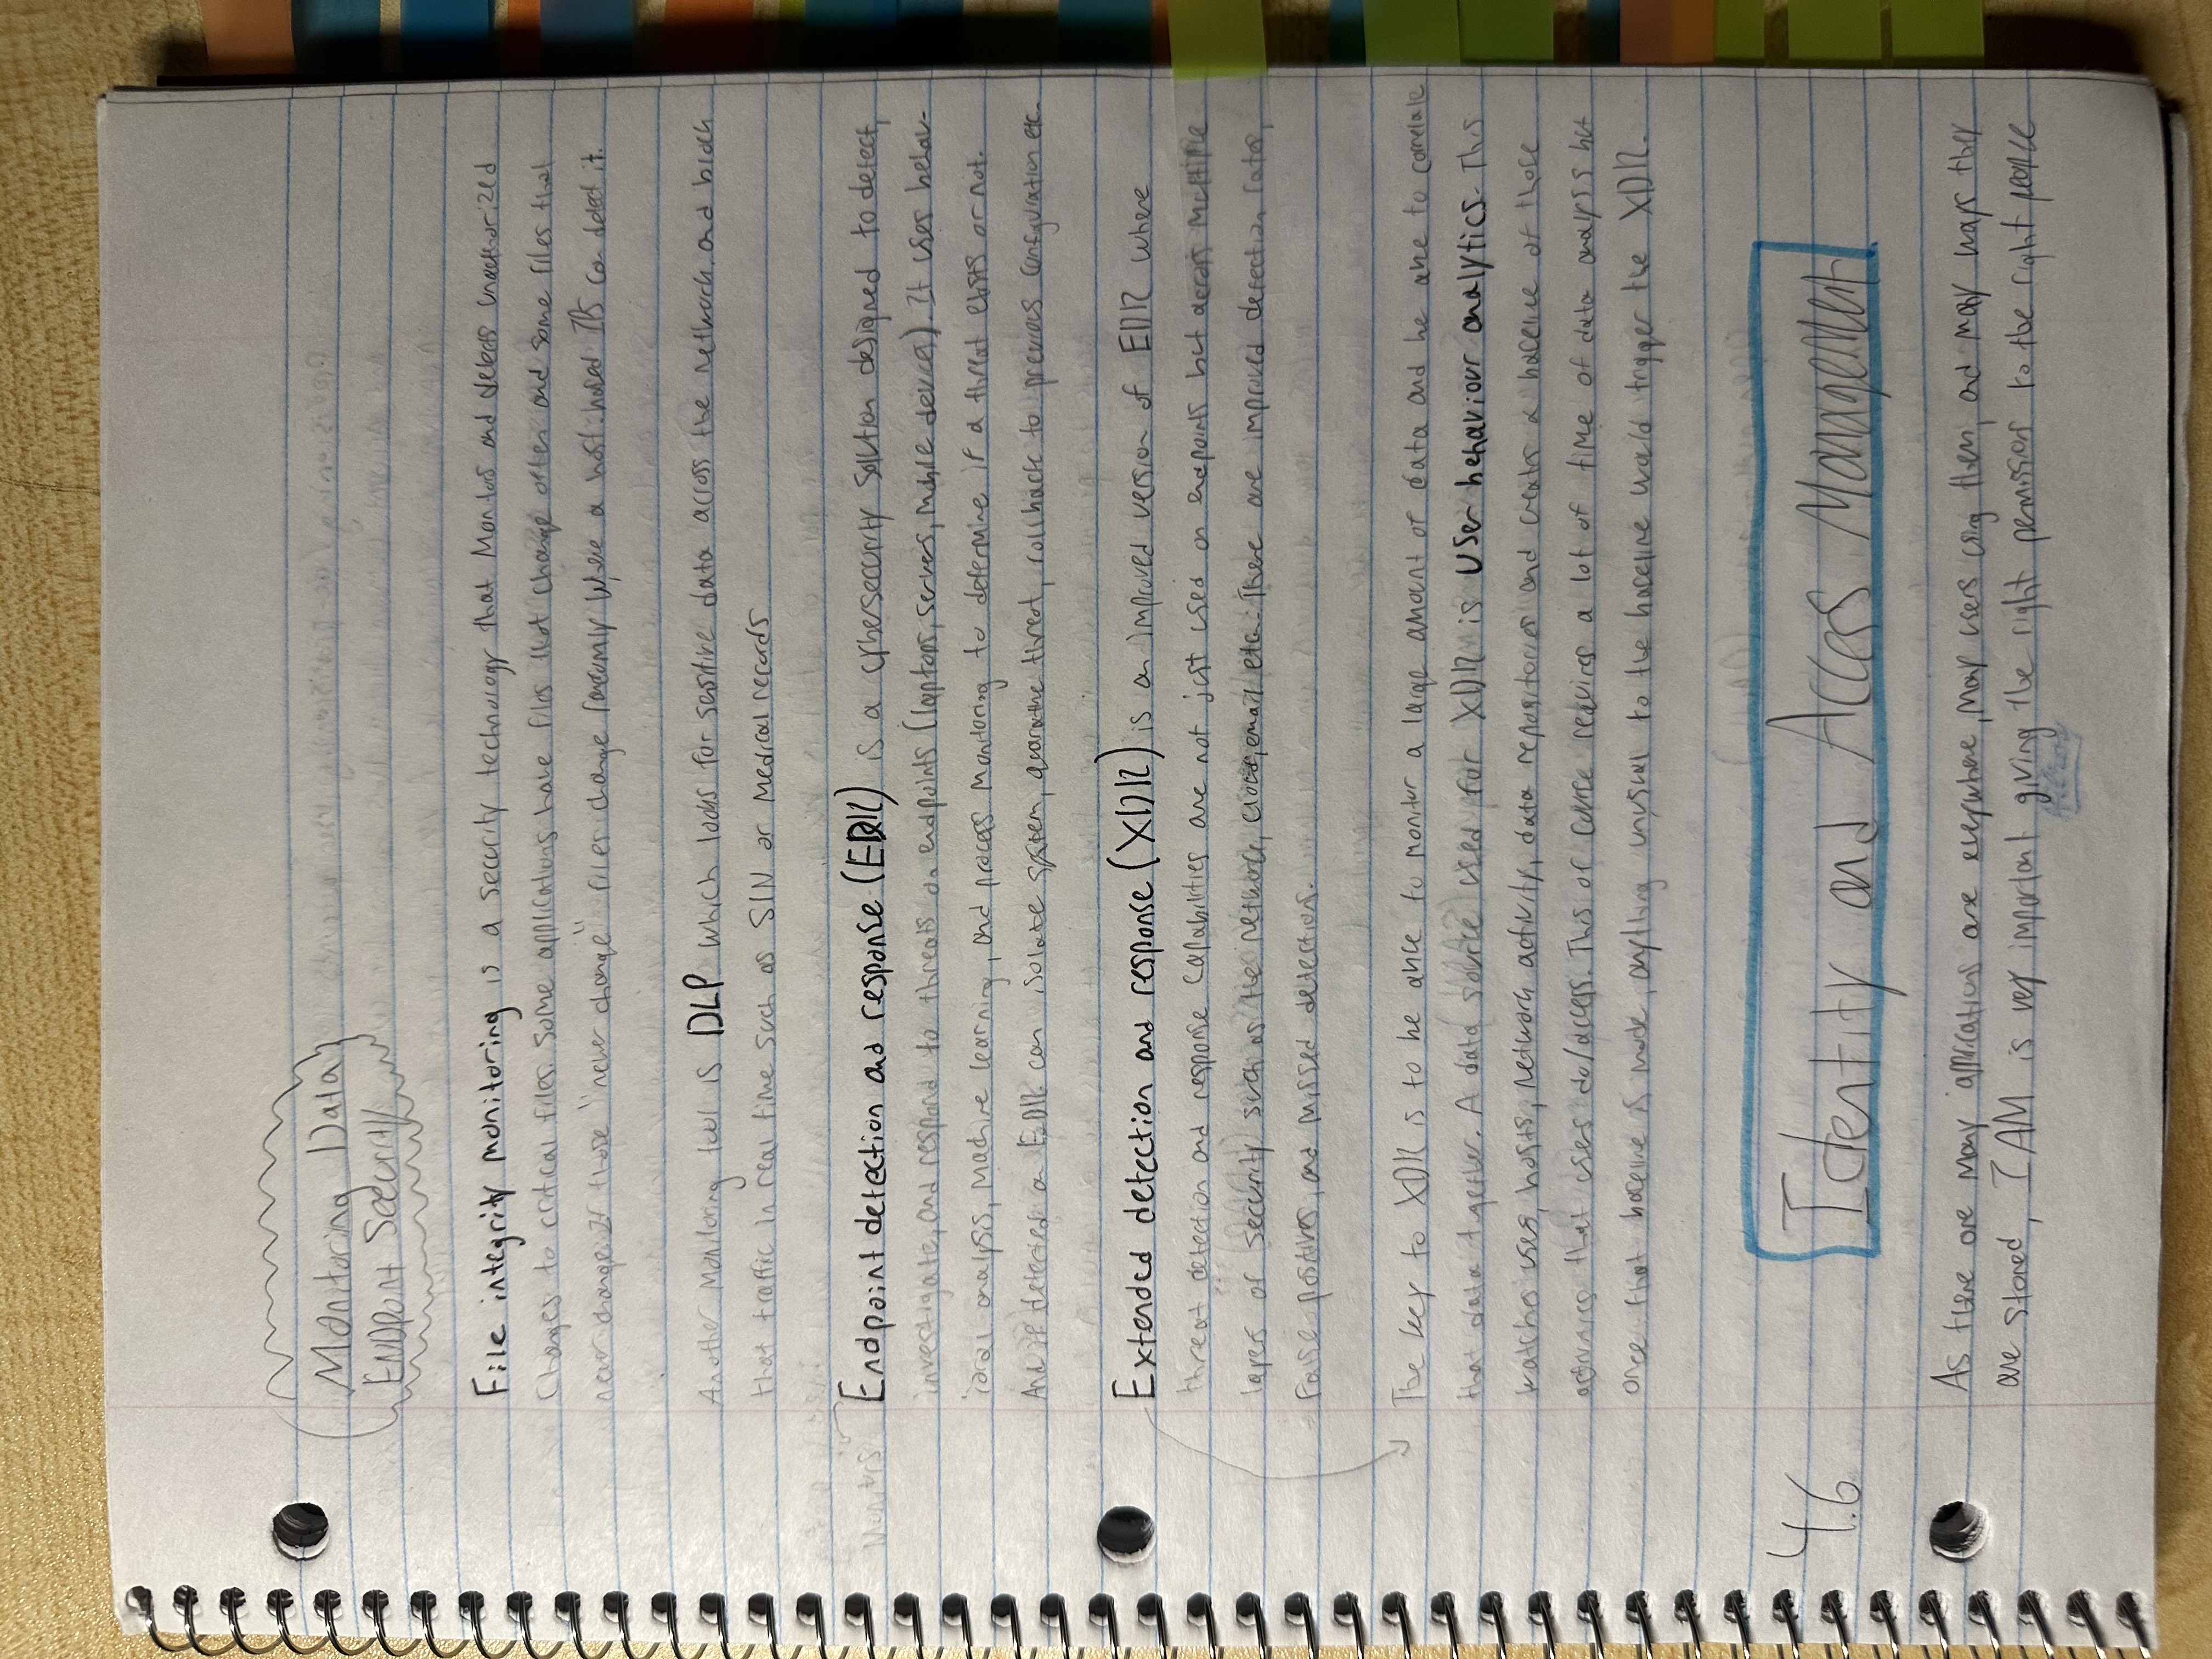 Monitoring Data
ENDPoint Security
File integrity monitoring is a security technology that Monitors and detects unauthorized
changes to critical files. Some applications have files that change often and some files that
never change. If those "never change" files change randomly where a host-based IPS can detect it.
Another Monitoring tool is DLP which looks for sensitive data across the network and block
that traffic in real time such as SIN or Medical records
Monitors
Endpoint detection and response (EDR) is a cybersecurity solution designed to detect,
investigate, and respond to threats on endpoints (laptops, servers, mobile devices). It uses behav-
ioral analysis, Machine learning, and process Monitoring to determine if a threat exists or not.
And if detected an EDR can isolate system, quarantine threat, rollback to previous configuration etc.
Extended detection and response (XDR) is an improved version of EDR where
threat detection and response capabilities are not just used on endpoints but across multiple
layers of security such as the network, cloud, email etc. There are improved detection rates,
False positives, and missed detections.
The key to XDR is to be able to monitor a large amount of data and be able to correlate
that data together. A data source used for XDR is User behaviour analytics. This
watches users, hosts, network activity, data repositories and creates a baseline of those
activities that users do/access. This of course requires a lot of time of data analysis but
once that baseline is made, anything unusual to the baseline would trigger the XDR.
4.6
Identity and Access Management
As there are Many applications are everywhere, Many users using them, and many ways they
are stored, IAM is very important giving the right permissions to the right people